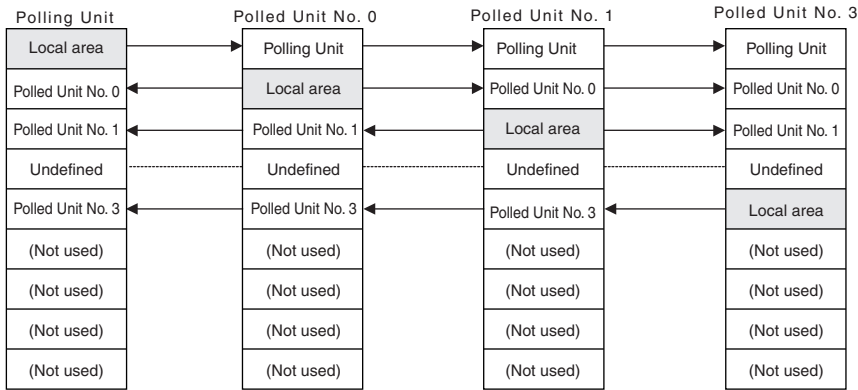 Polling Unit Polled Unit No. 0 Polled Unit No. 1 Polled Unit No. 3
Local area Polling Unit Polling Unit Polling Unit
Polled Unit No. 0 Local area Polled Unit No. 0 Polled Unit No. 0
Polled Unit No. 1 Polled Unit No. 1 Local area Polled Unit No. 1
Undefined Undefined Undefined Undefined
Polled Unit No. 3 Polled Unit No. 3 Polled Unit No. 3 Local area
(Not used) (Not used) (Not used) (Not used)
(Not used) (Not used) (Not used) (Not used)
(Not used) (Not used) (Not used) (Not used)
(Not used) (Not used) (Not used) (Not used)